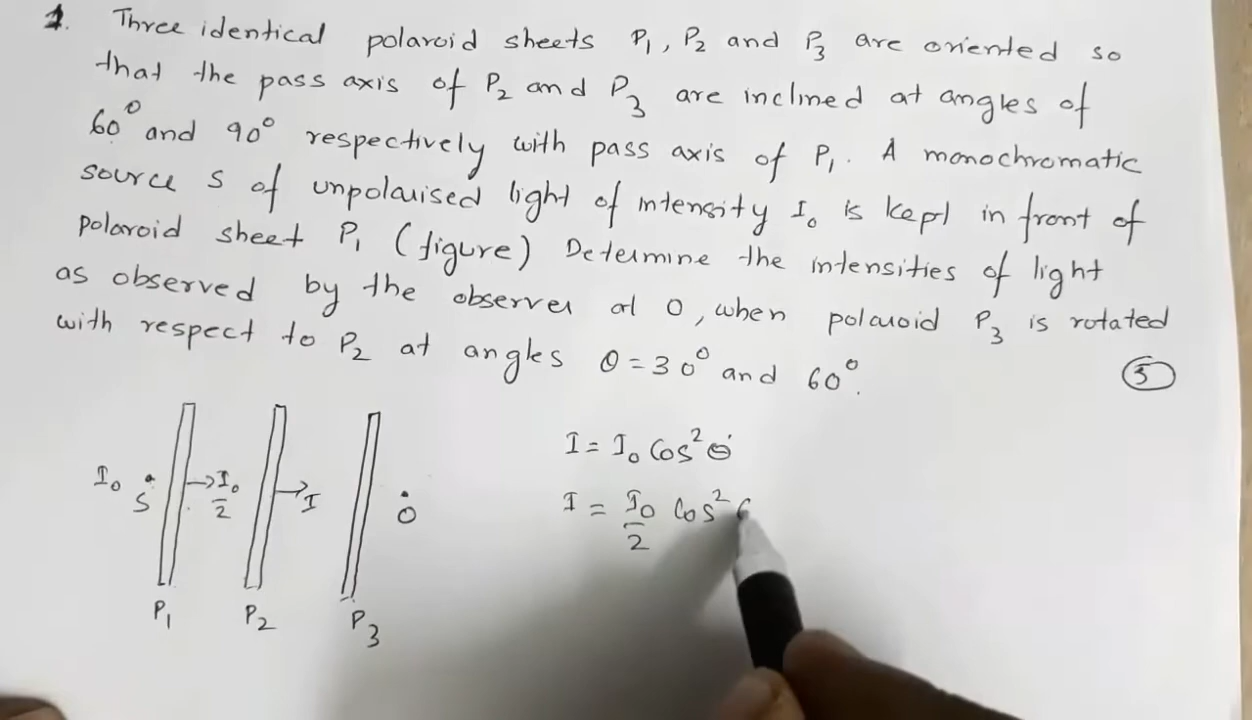 1. Three identical polaroid sheets P₁, P₂ and P₃ are oriented so
that the pass axis of P₂ and P₃ are inclined at angles of
60° and 90° respectively with pass axis of P₁. A monochromatic
source S of unpolarised light of intensity I₀ is kept in front of
polaroid sheet P₁ (figure) Determine the intensities of light
as observed by the observer at O, when polaroid P₃ is rotated
with respect to P₂ at angles θ = 30° and 60°.
I₀ S → I₀/2 → I O
P₁ P₂ P₃
I = I₀ Cos²θ
I = I₀/2 Cos²